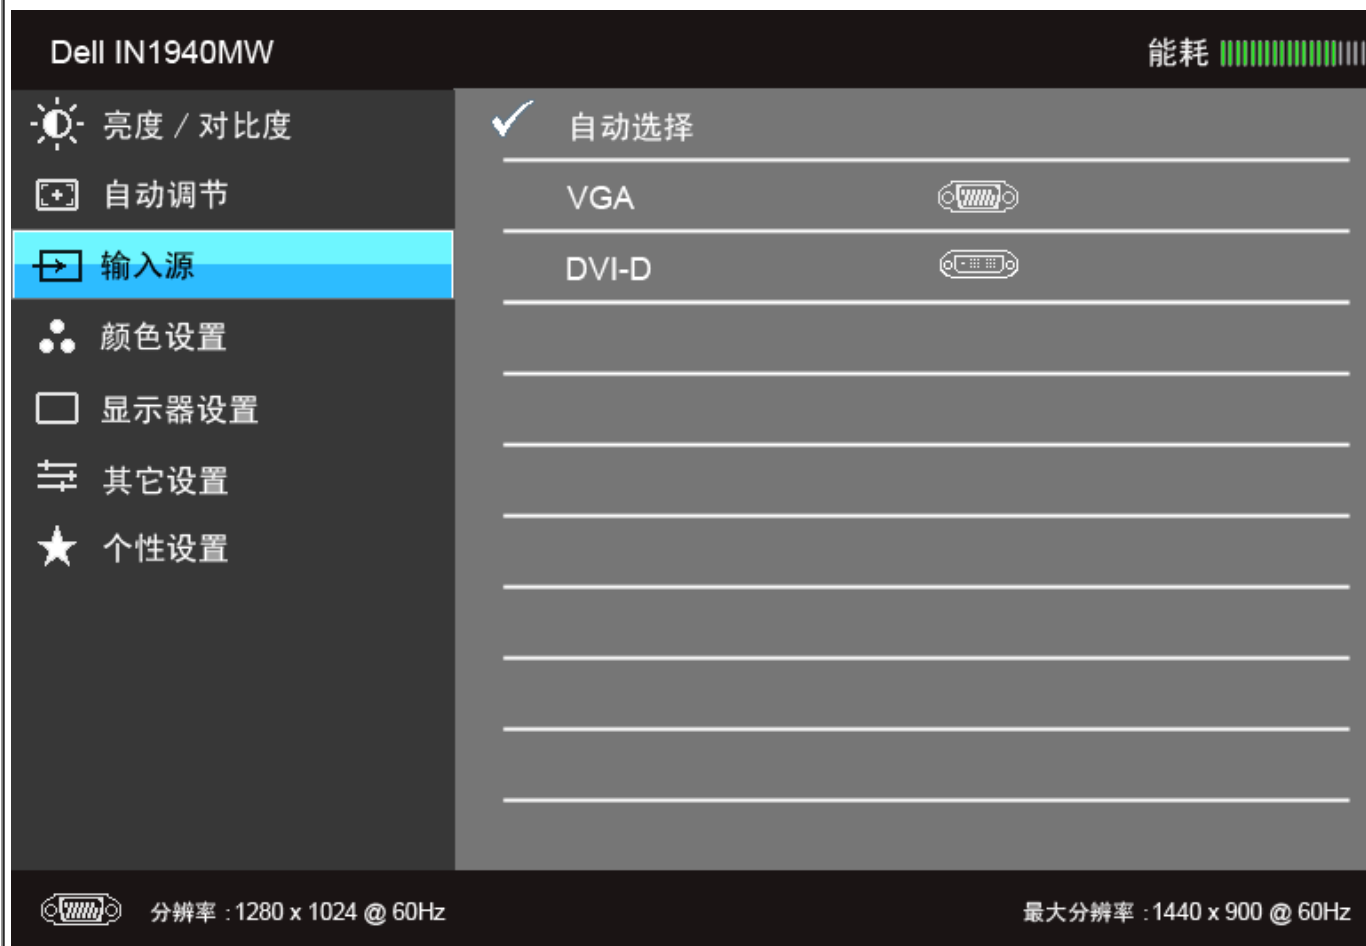 Dell IN1940MW
能耗
亮度 / 对比度
自动调节
输入源
颜色设置
显示器设置
其它设置
个性设置
自动选择
VGA
DVI-D
分辨率 : 1280 x 1024 @ 60Hz
最大分辨率 : 1440 x 900 @ 60Hz